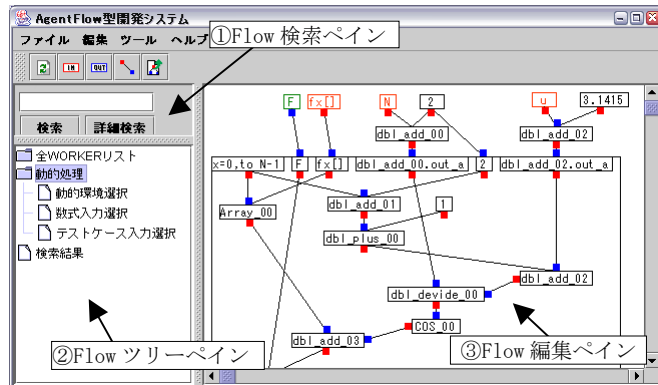 AgentFlow型開発システム
ファイル 編集 ツール ヘルプ
①Flow 検索ペイン
IN OUT
検索 詳細検索
全WORKERリスト
動的処理
動的環境選択
数式入力選択
テストケース入力選択
検索結果
②Flow ツリーペイン
F fx[] N 2 u 3.1415
dbl_add_00 dbl_add_02
x=0,to N-1 F fx[] dbl_add_00.out_a 2 dbl_add_02.out_a
Array_00 dbl_add_01 1
dbl_plus_00
dbl_add_02
dbl_devide_00
COS_00
dbl_add_03
③Flow 編集ペイン